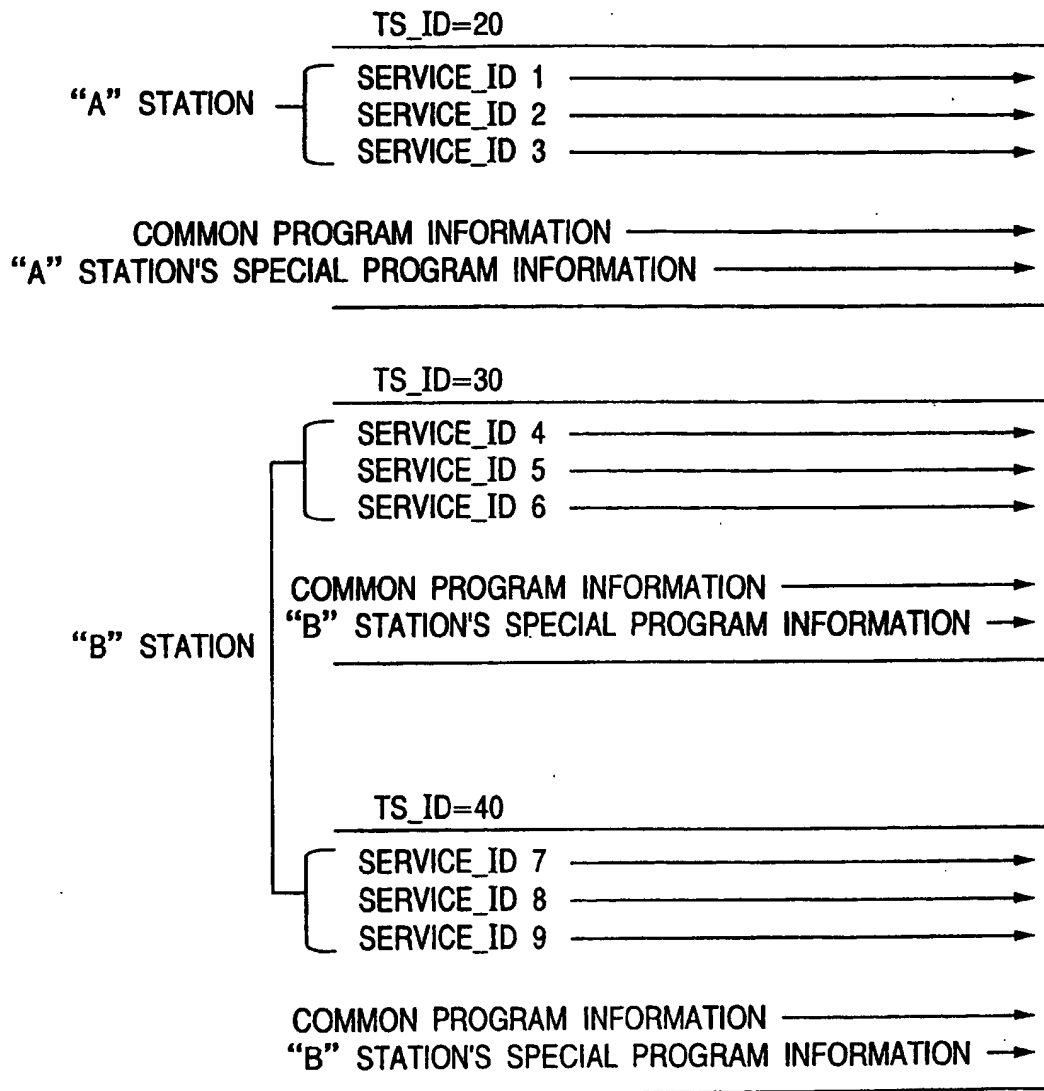 TS_ID=20
SERVICE_ID 1
"A" STATION
SERVICE_ID 2
SERVICE_ID 3
COMMON PROGRAM INFORMATION
"A" STATION'S SPECIAL PROGRAM INFORMATION
TS_ID=30
SERVICE_ID 4
SERVICE_ID 5
SERVICE_ID 6
COMMON PROGRAM INFORMATION
"B" STATION'S SPECIAL PROGRAM INFORMATION
"B" STATION
TS_ID=40
SERVICE_ID 7
SERVICE_ID 8
SERVICE_ID 9
COMMON PROGRAM INFORMATION
"B" STATION'S SPECIAL PROGRAM INFORMATION